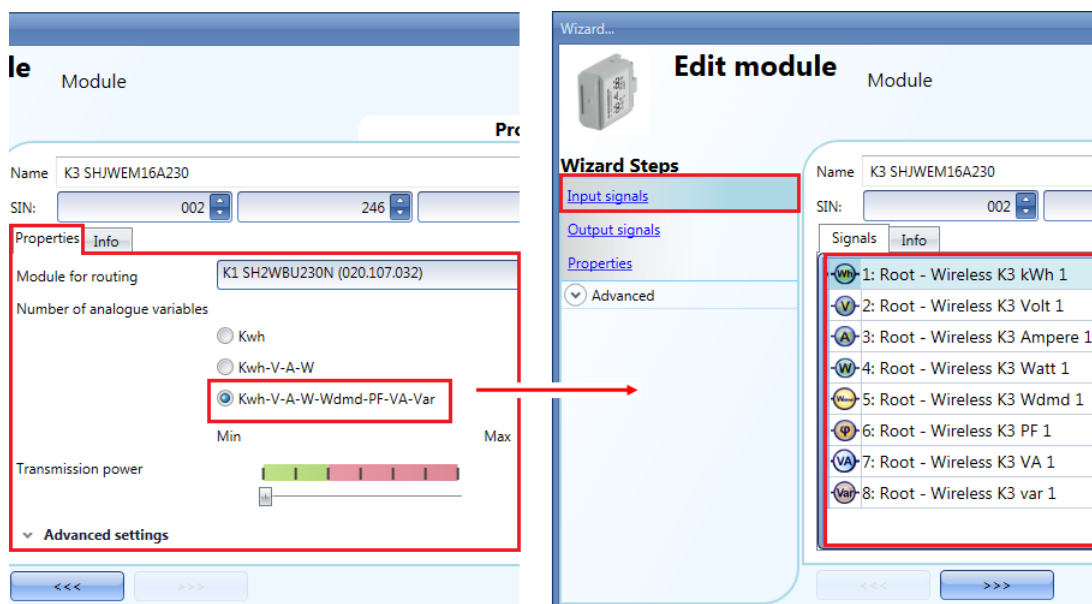 le
Module
Pro
Name K3 SHJWEM16A230
SIN: 002 246
Properties Info
Module for routing K1 SH2WBU230N (020.107.032)
Number of analogue variables
Kwh
Kwh-V-A-W
Kwh-V-A-W-Wdmd-PF-VA-Var
Min Max
Transmission power
Advanced settings
<<< >>>
Wizard...
Edit module
Module
Wizard Steps
Input signals
Output signals
Properties
Advanced
Name K3 SHJWEM16A230
SIN: 002
Signals Info
Wh 1: Root - Wireless K3 kWh 1
V 2: Root - Wireless K3 Volt 1
A 3: Root - Wireless K3 Ampere 1
W 4: Root - Wireless K3 Watt 1
5: Root - Wireless K3 Wdmd 1
φ 6: Root - Wireless K3 PF 1
VA 7: Root - Wireless K3 VA 1
Var 8: Root - Wireless K3 var 1
<<< >>>